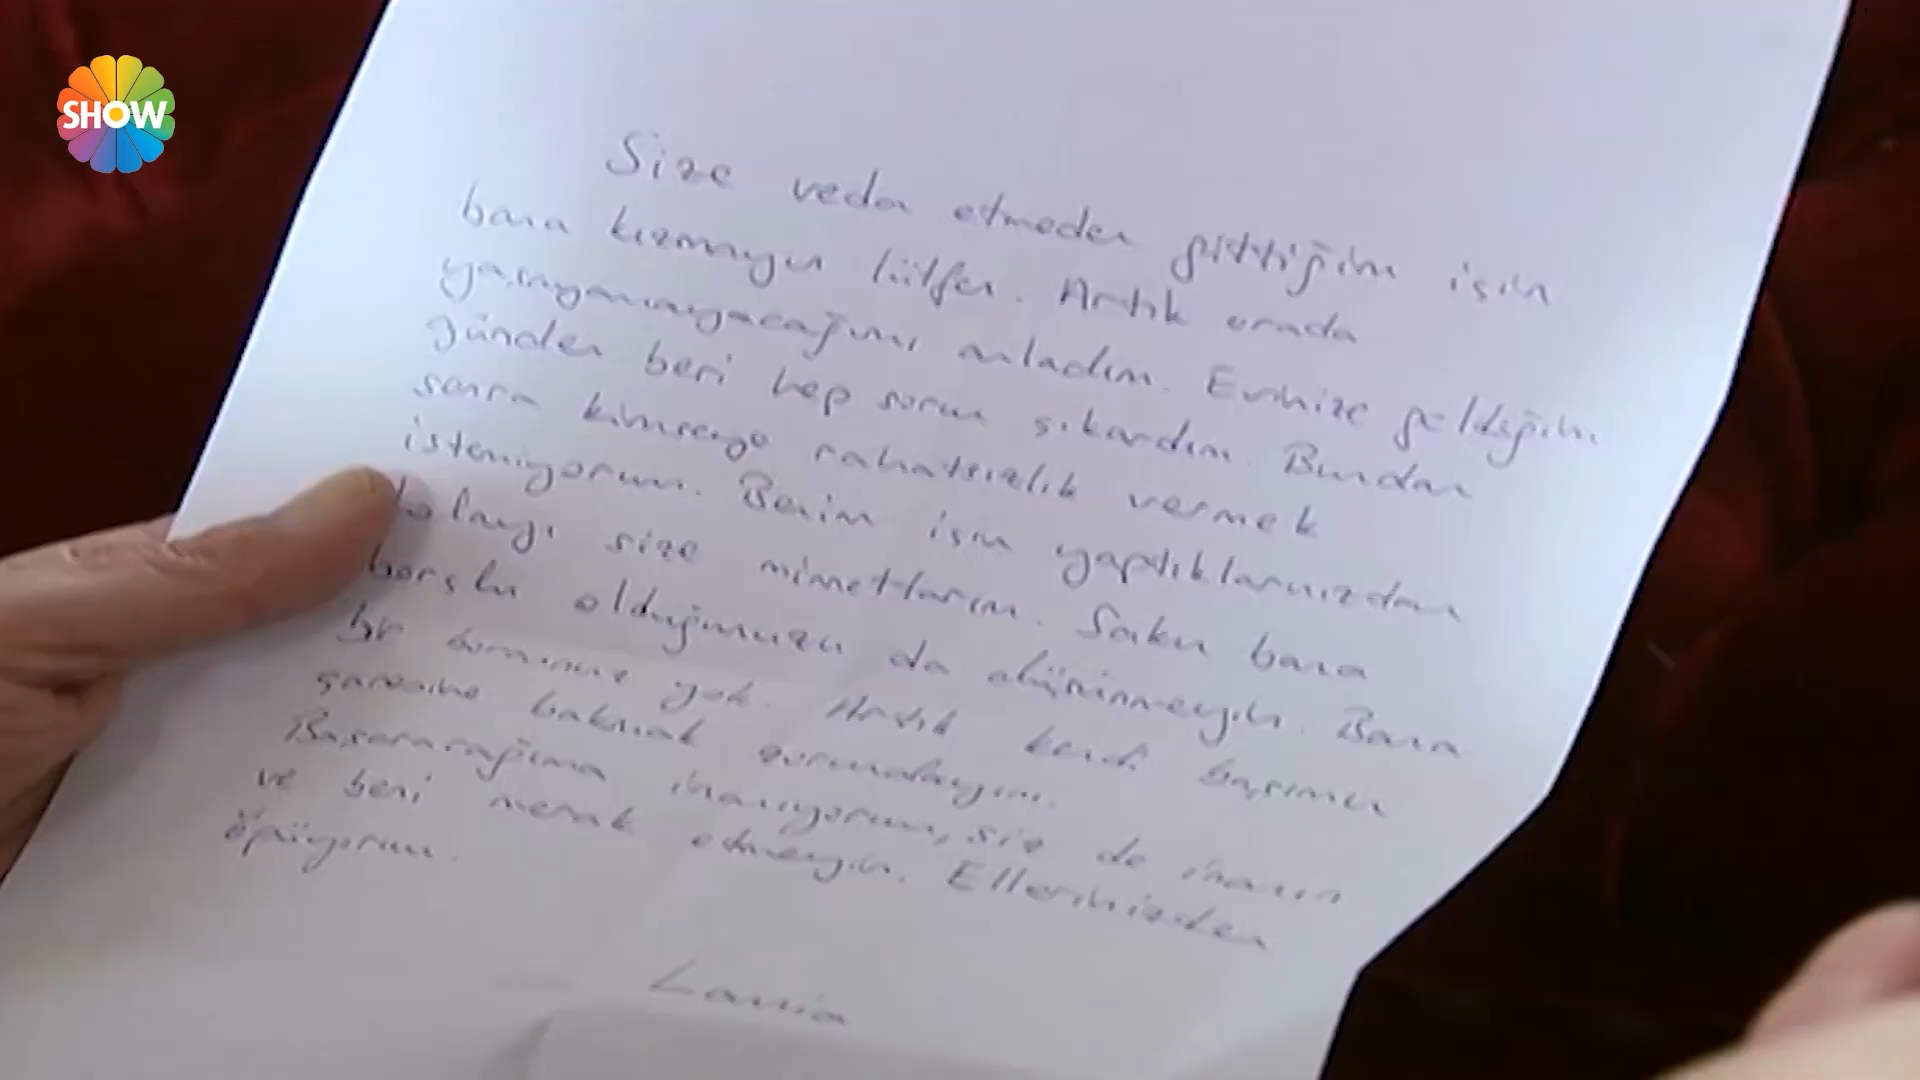 SHOW
Size veda etmeden gittiğim için
bana kızmayın lütfen. Artık orada
yaşayamayacağımı anladım. Evinize geldiğim
günden beri hep sorun çıkardım. Bundan
sonra kimseye rahatsızlık vermek
istemiyorum. Benim için yaptıklarınızdan
dolayı size minnettarım. Sakın bana
borçlu olduğunuzu da düşünmeyin. Bana
bir borcunuz yok. Artık kendi başımın
çaresine bakmak zorundayım.
Başaracağıma inanıyorum, siz de inanın
ve beni merak etmeyin. Ellerinizden
öpüyorum.